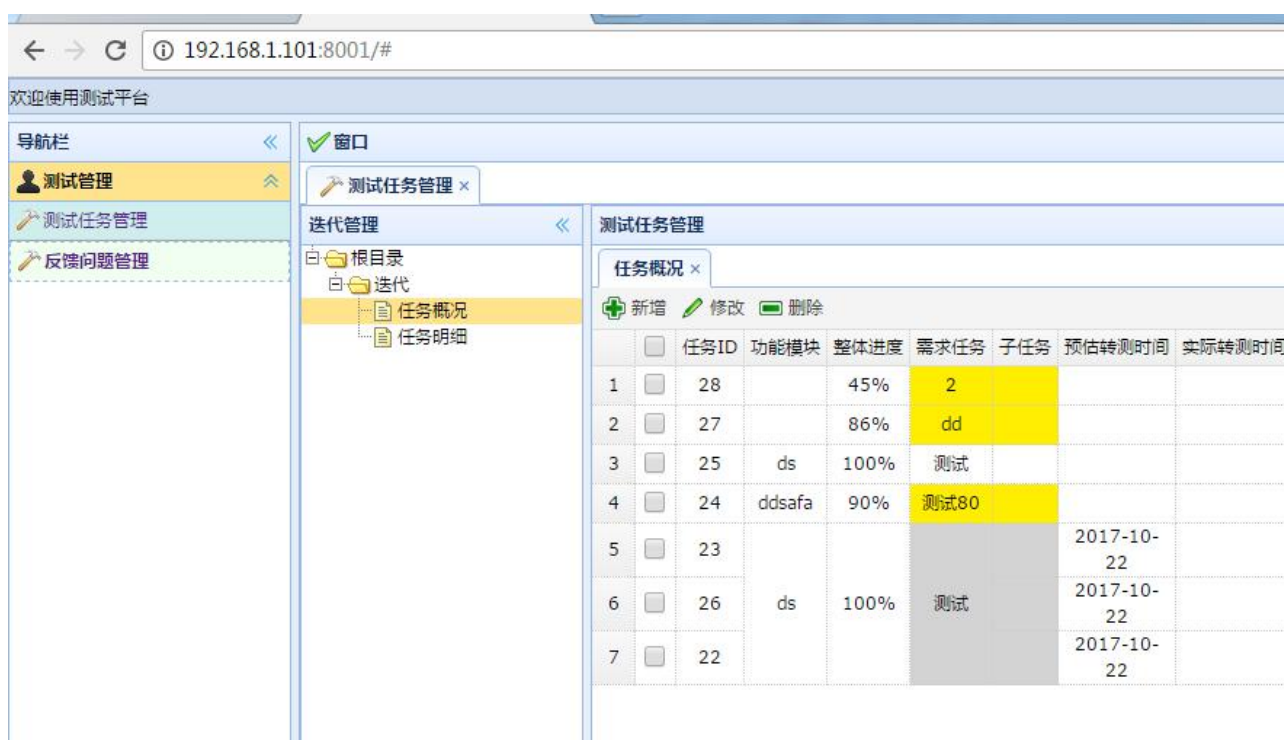 192.168.1.101:8001/#
欢迎使用测试平台
导航栏
测试管理
测试任务管理
反馈问题管理
窗口
测试任务管理 ×
迭代管理
根目录
迭代
任务概况
任务明细
测试任务管理
任务概况 ×
新增 修改 删除
任务ID 功能模块 整体进度 需求任务 子任务 预估转测时间 实际转测时间
1 28 45% 2
2 27 86% dd
3 25 ds 100% 测试
4 24 ddsafa 90% 测试80
5 23 2017-10-
22
6 26 ds 100% 测试 2017-10-
22
7 22 2017-10-
22